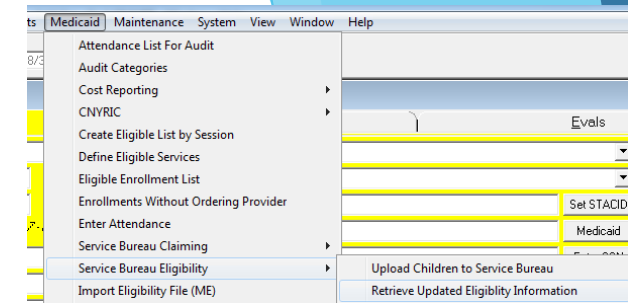 ts Medicaid Maintenance System View Window Help
8/3
Attendance List For Audit
Audit Categories
Cost Reporting
CNYRIC
Evals
Create Eligible List by Session
Define Eligible Services
Eligible Enrollment List
Enrollments Without Ordering Provider
Set STACID
Enter Attendance
Medicaid
Service Bureau Claiming
Service Bureau Eligibility
Upload Children to Service Bureau
Import Eligibility File (ME)
Retrieve Updated Eligiblity Information